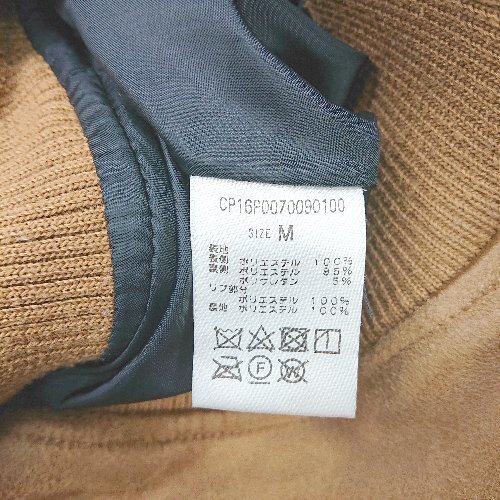 CP16P0070090100
SIZE M
表地
表側 ポリエステル 100%
裏側 ポリエステル 95%
ポリウレタン 5%
リブ部分
ポリエステル 100%
裏地 ポリエステル 100%
F
W